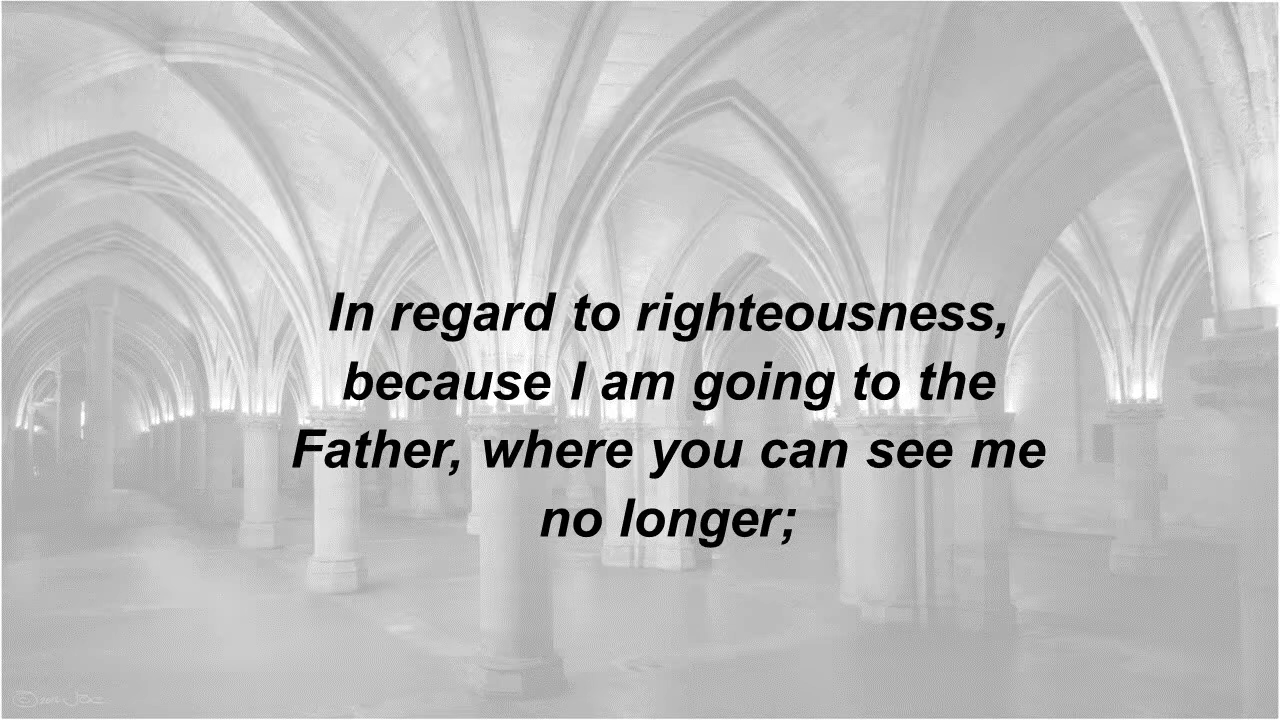 In regard to righteousness,
because I am going to the
Father, where you can see me
no longer;